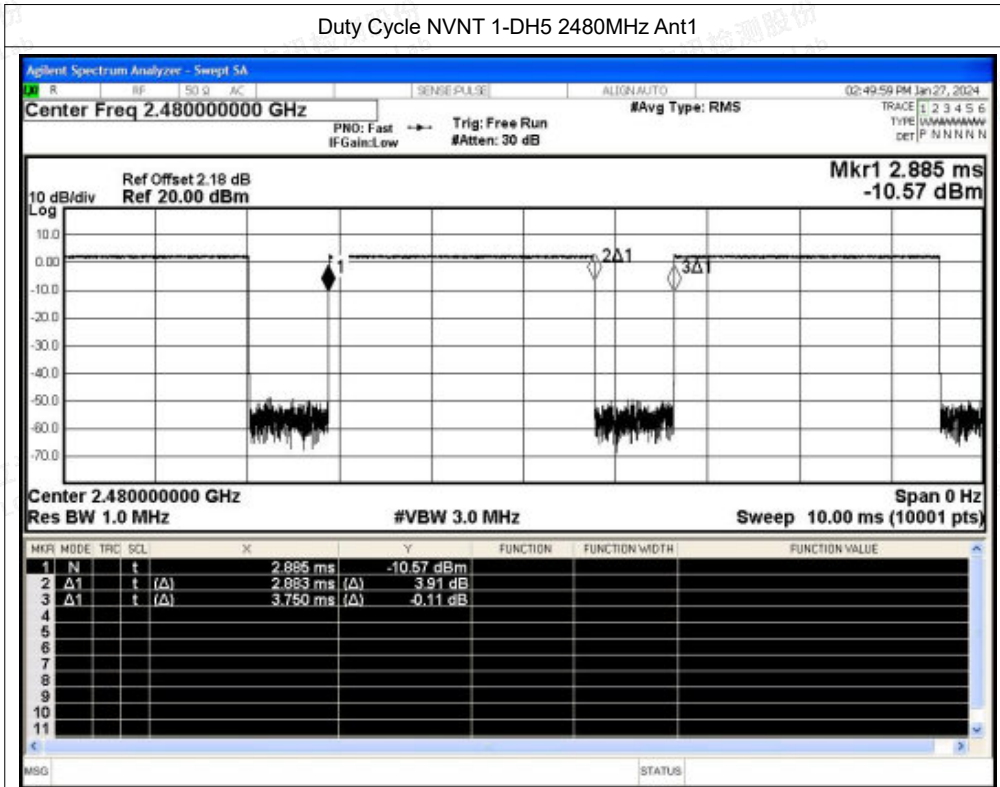 Duty Cycle NVNT 1-DH5 2480MHz Ant1
Agilent Spectrum Analyzer - Swept SA
R RF 50 Ω AC SENSE:PULSE ALIGN AUTO 02:49:59 PM Jan 27, 2024
Center Freq 2.480000000 GHz #Avg Type: RMS TRACE 1 2 3 4 5 6
PNO: Fast Trig: Free Run TYPE
IFGain:Low #Atten: 30 dB DET P N N N N N
Mkr1 2.885 ms
Ref Offset 2.18 dB
10 dB/div Ref 20.00 dBm -10.57 dBm
Log
10.0
0.00
-10.0
-20.0
-30.0
-40.0
-50.0
-60.0
-70.0
1
2Δ1
3Δ1
Center 2.480000000 GHz Span 0 Hz
Res BW 1.0 MHz #VBW 3.0 MHz Sweep 10.00 ms (10001 pts)
MKR MODE TRC SCL X Y FUNCTION FUNCTION WIDTH FUNCTION VALUE
1 N t 2.885 ms -10.57 dBm
2 Δ1 t (Δ) 2.883 ms (Δ) 3.91 dB
3 Δ1 t (Δ) 3.750 ms (Δ) -0.11 dB
4
5
6
7
8
9
10
11
MSG STATUS